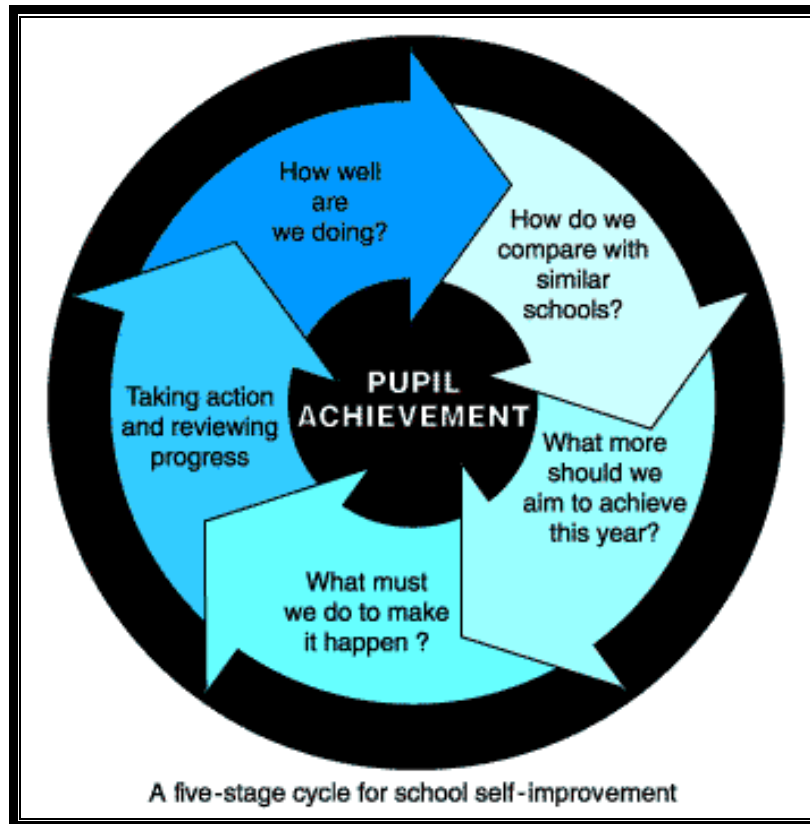 How well
are
we doing?
How do we
compare with
similar
schools?
What more
should we
aim to achieve
this year?
What must
we do to make
it happen ?
Taking action
and reviewing
progress
PUPIL
ACHIEVEMENT
A five-stage cycle for school self-improvement